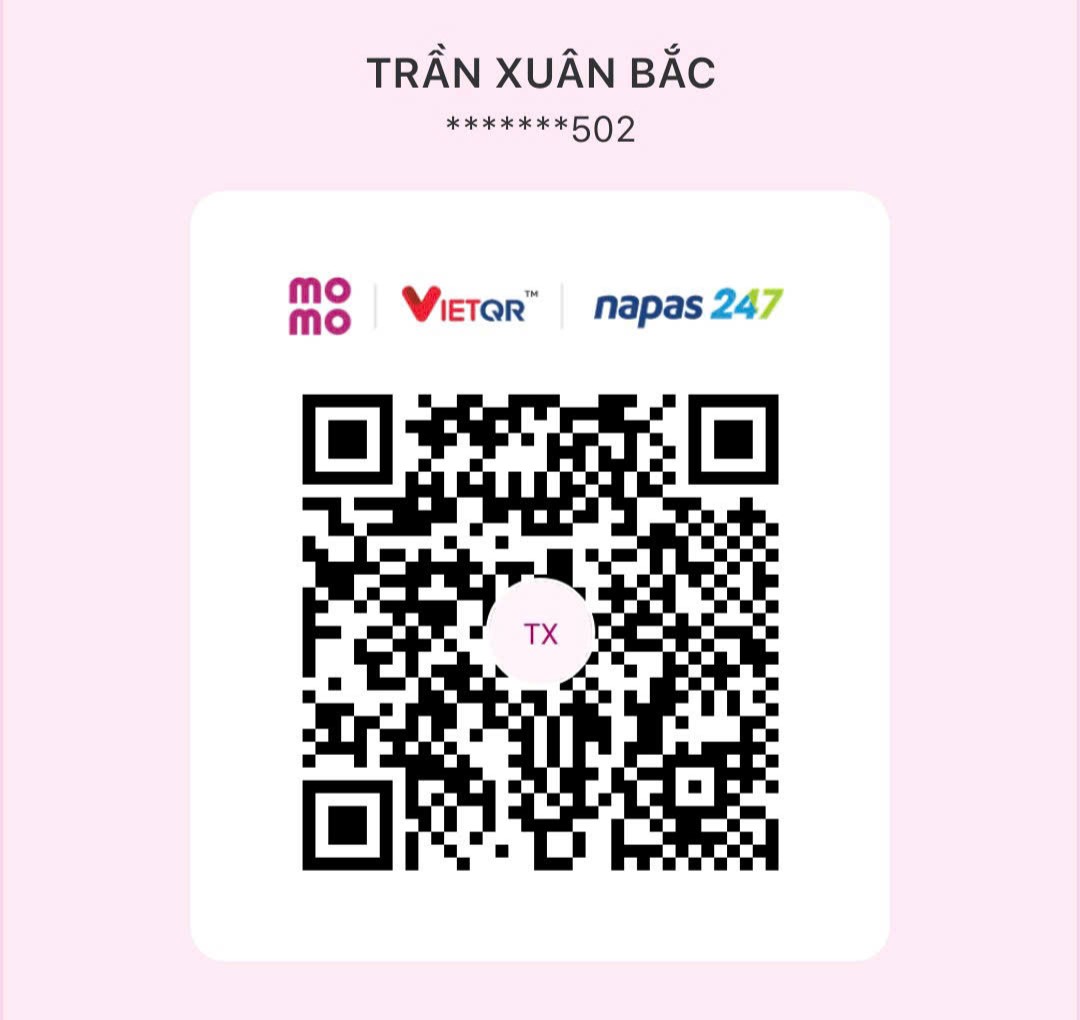 TRẦN XUÂN BẮC
*******502
mo
mo
VIETQR™
napas 247
TX